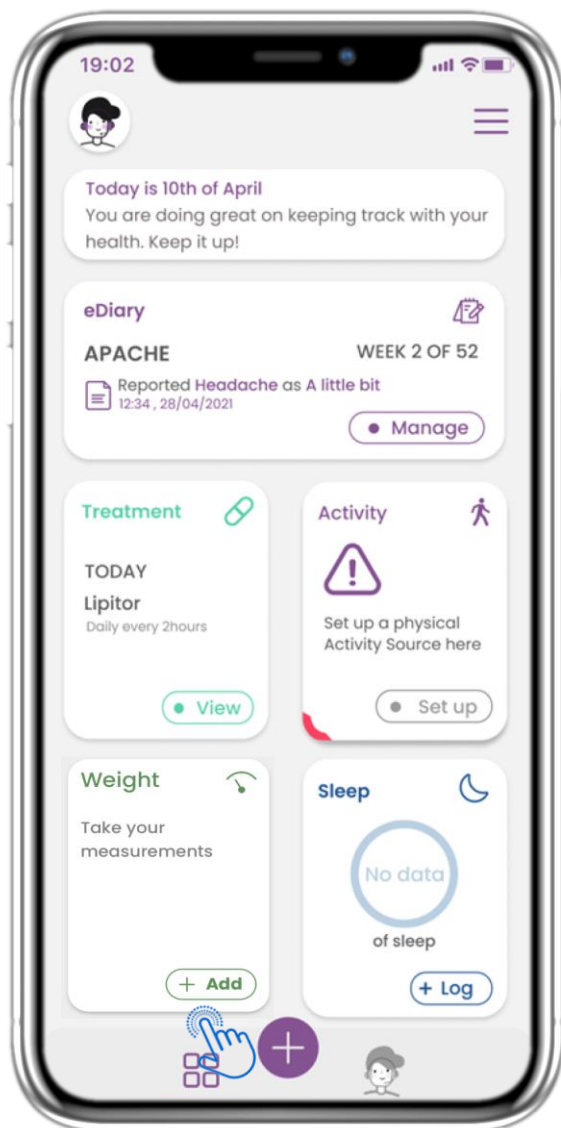 19:02
Today is 10th of April
You are doing great on keeping track with your
health. Keep it up!
eDiary
APACHE
WEEK 2 OF 52
Reported Headache as A little bit
12:34 , 28/04/2021
Manage
Treatment
TODAY
Lipitor
Daily every 2hours
View
Activity
Set up a physical
Activity Source here
Set up
Weight
Take your
measurements
+ Add
Sleep
No data
of sleep
+ Log